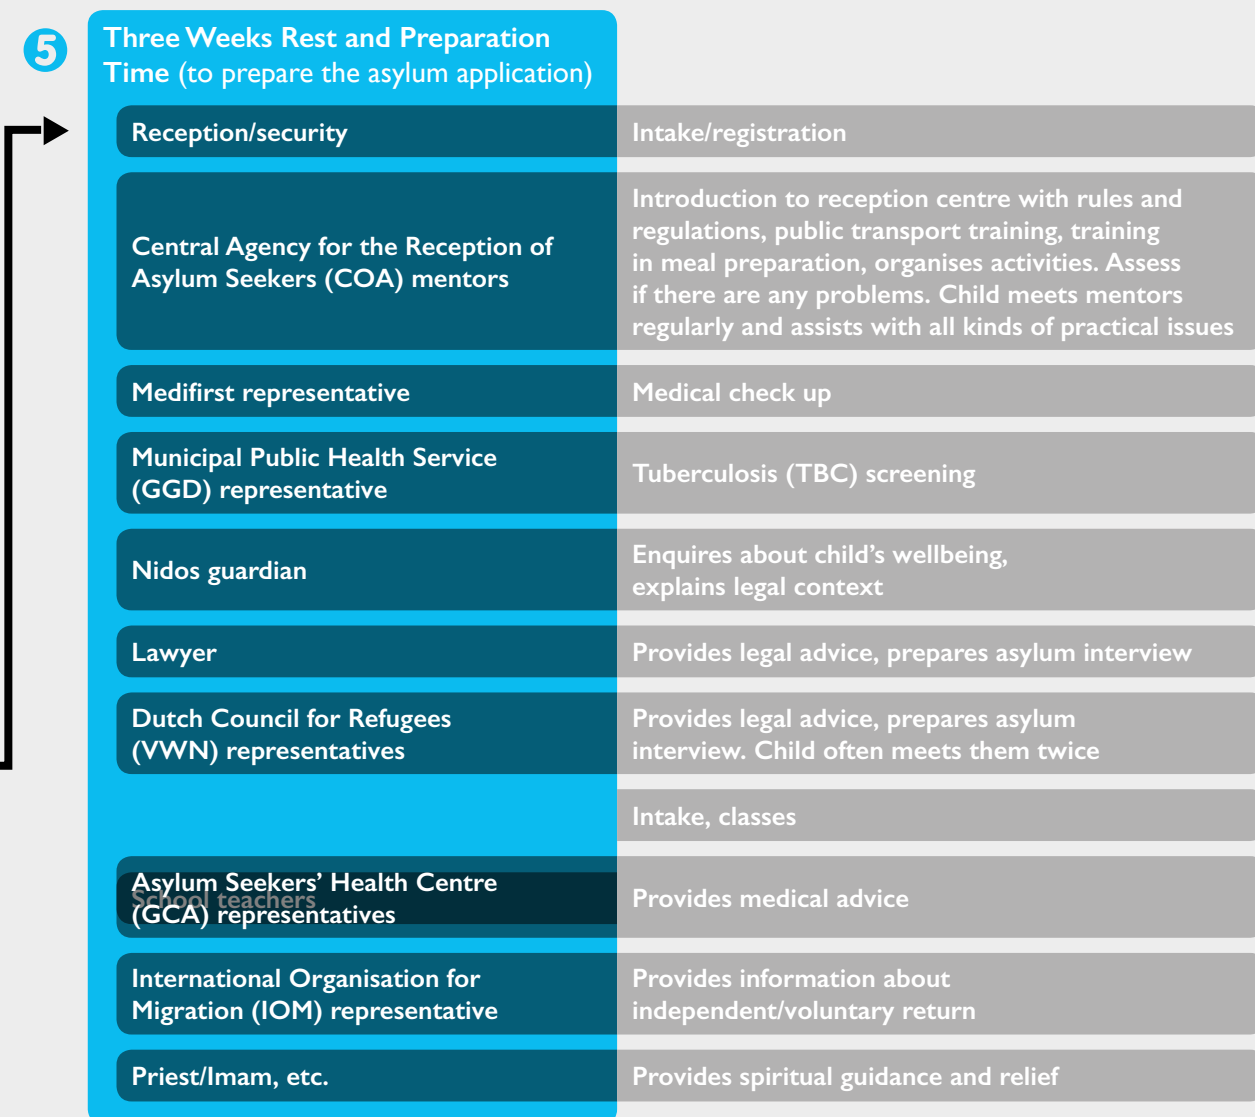 5
Three Weeks Rest and Preparation
Time (to prepare the asylum application)
Reception/security
Intake/registration
Central Agency for the Reception of
Asylum Seekers (COA) mentors
Introduction to reception centre with rules and
regulations, public transport training, training
in meal preparation, organises activities. Assess
if there are any problems. Child meets mentors
regularly and assists with all kinds of practical issues
Medifirst representative
Medical check up
Municipal Public Health Service
(GGD) representative
Tuberculosis (TBC) screening
Nidos guardian
Enquires about child’s wellbeing,
explains legal context
Lawyer
Provides legal advice, prepares asylum interview
Dutch Council for Refugees
(VWN) representatives
Provides legal advice, prepares asylum
interview. Child often meets them twice
Intake, classes
School teachers
Asylum Seekers’ Health Centre
(GCA) representatives
Provides medical advice
International Organisation for
Migration (IOM) representative
Provides information about
independent/voluntary return
Priest/Imam, etc.
Provides spiritual guidance and relief